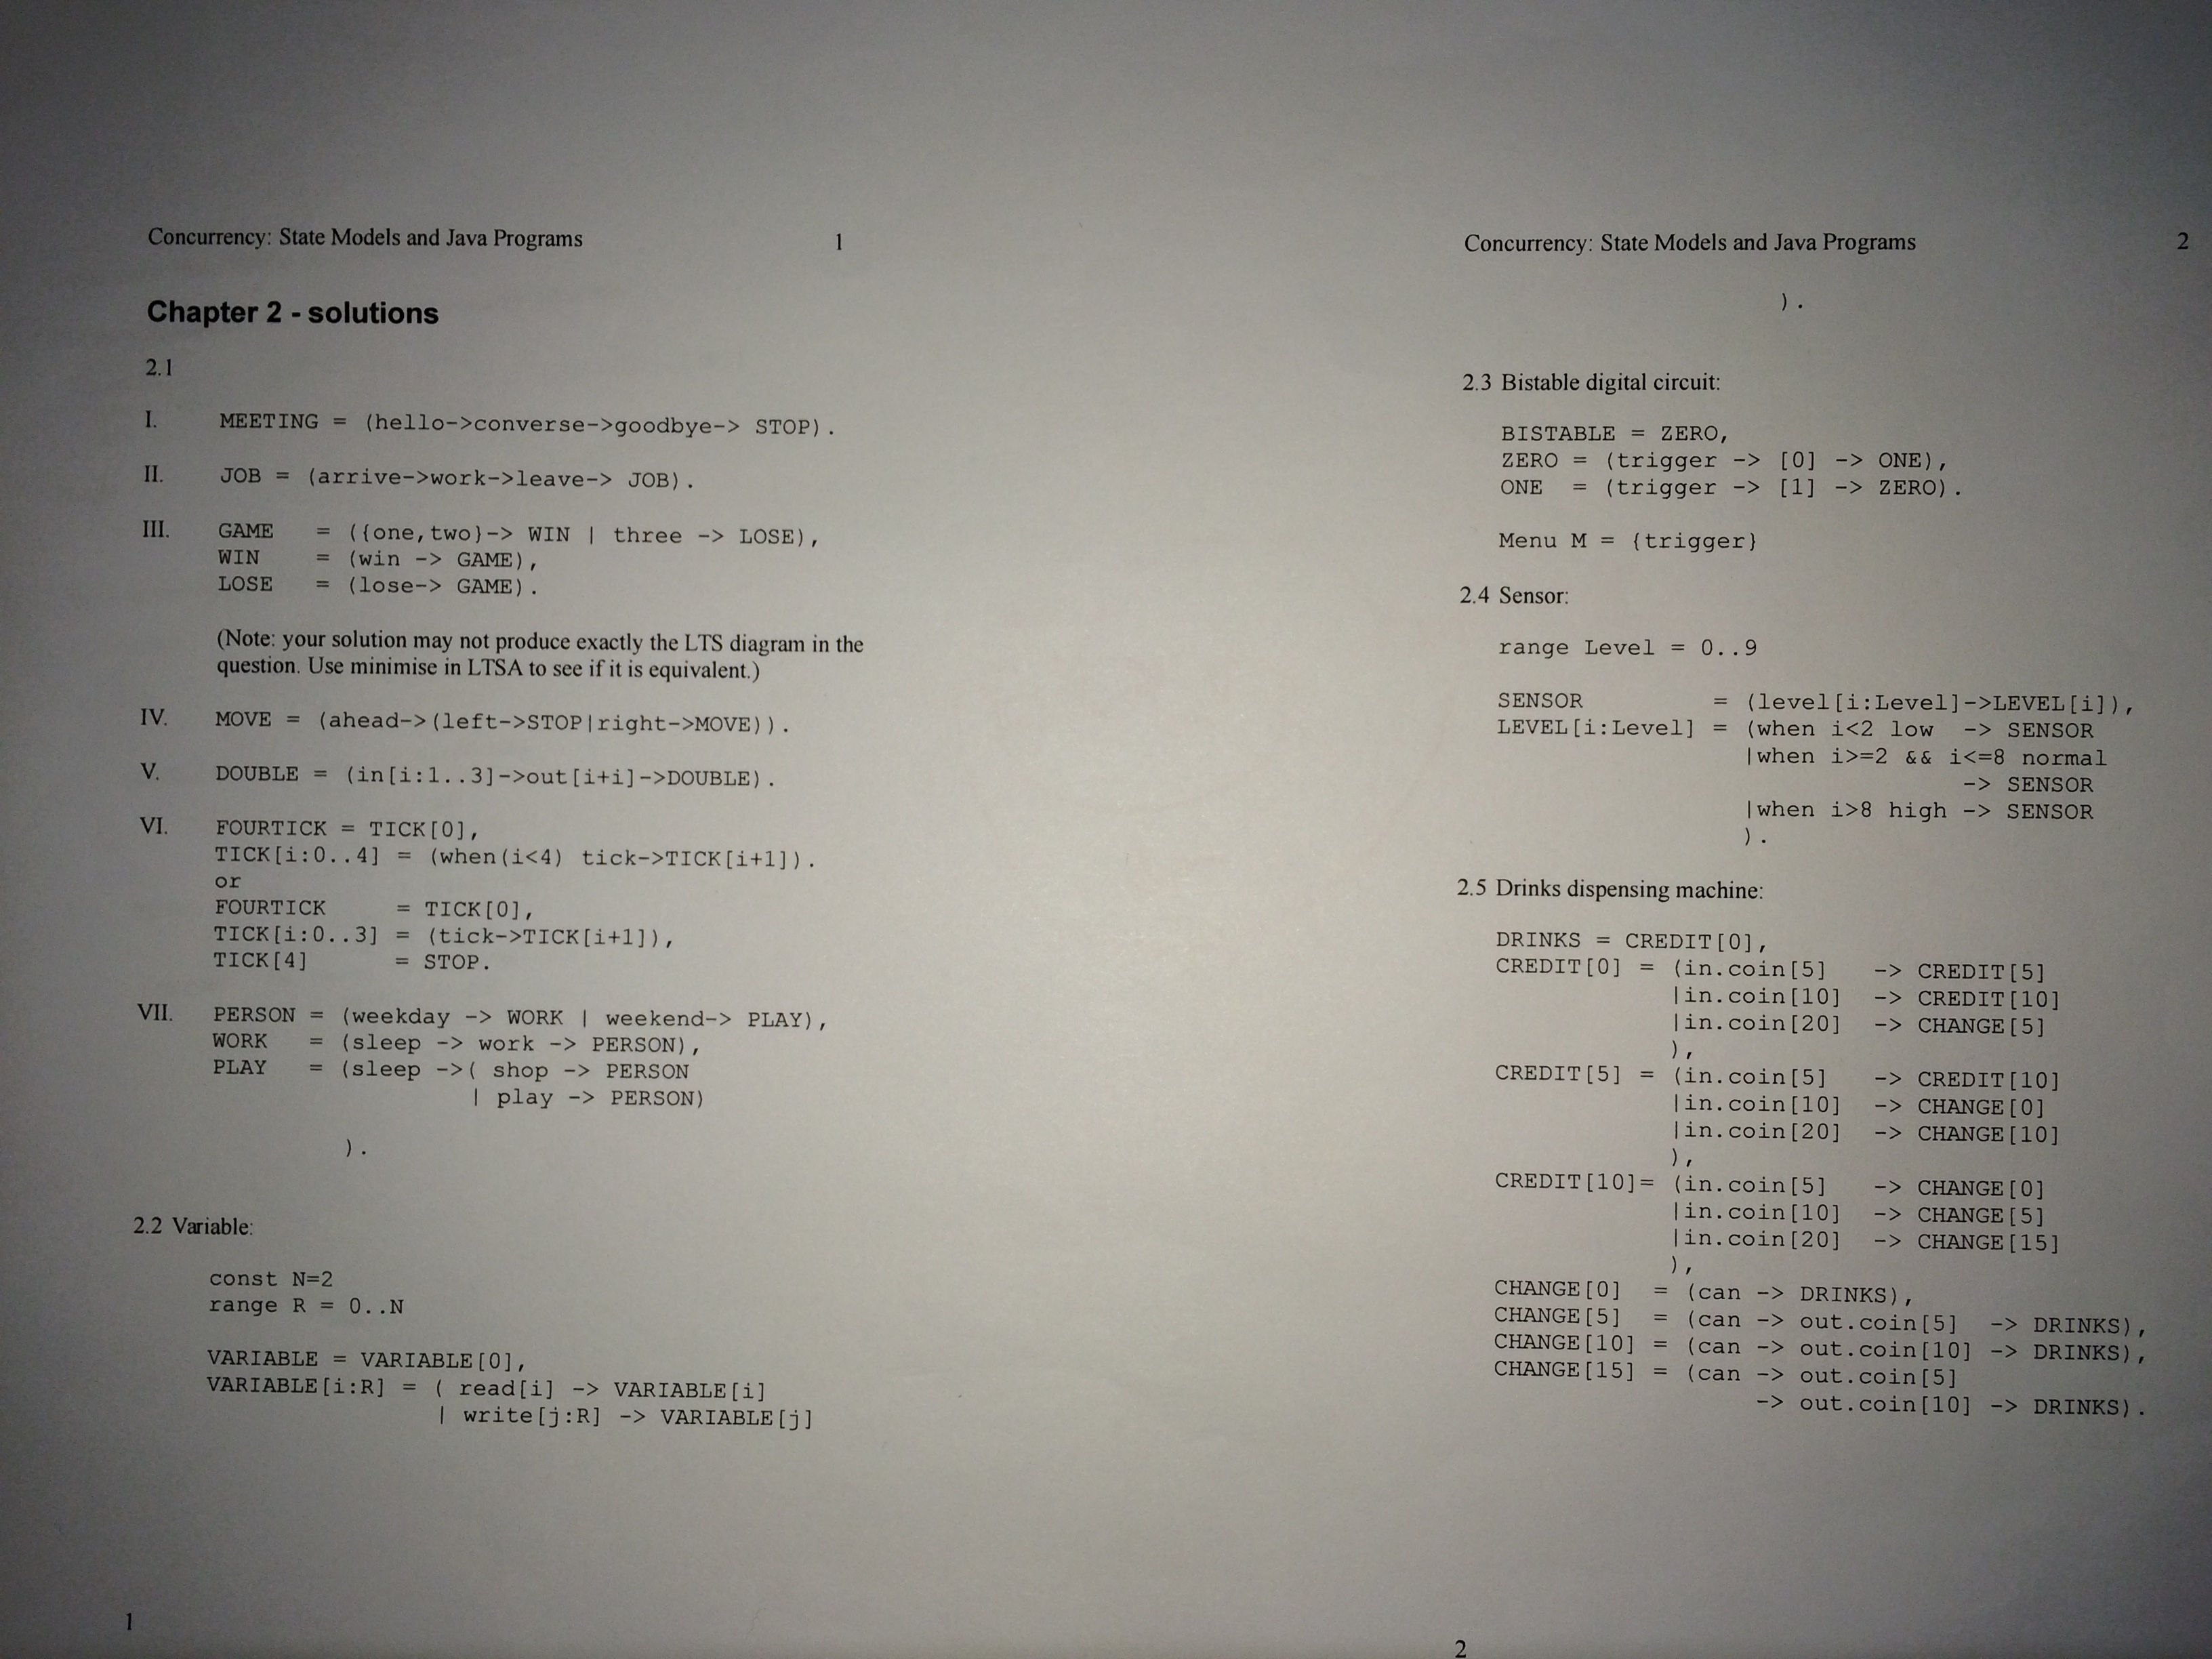 Concurrency: State Models and Java Programs 1
Chapter 2 - solutions
2.1
I. MEETING = (hello->converse->goodbye-> STOP).
II. JOB = (arrive->work->leave-> JOB).
III. GAME = ({one,two}-> WIN | three -> LOSE),
WIN = (win -> GAME),
LOSE = (lose-> GAME).
(Note: your solution may not produce exactly the LTS diagram in the
question. Use minimise in LTSA to see if it is equivalent.)
IV. MOVE = (ahead->(left->STOP|right->MOVE)).
V. DOUBLE = (in[i:1..3]->out[i+i]->DOUBLE).
VI. FOURTICK = TICK[0],
TICK[i:0..4] = (when(i<4) tick->TICK[i+1]).
or
FOURTICK = TICK[0],
TICK[i:0..3] = (tick->TICK[i+1]),
TICK[4] = STOP.
VII. PERSON = (weekday -> WORK | weekend-> PLAY),
WORK = (sleep -> work -> PERSON),
PLAY = (sleep ->( shop -> PERSON
| play -> PERSON)
).
2.2 Variable:
const N=2
range R = 0..N
VARIABLE = VARIABLE[0],
VARIABLE[i:R] = ( read[i] -> VARIABLE[i]
| write[j:R] -> VARIABLE[j]
1
Concurrency: State Models and Java Programs 2
).
2.3 Bistable digital circuit:
BISTABLE = ZERO,
ZERO = (trigger -> [0] -> ONE),
ONE = (trigger -> [1] -> ZERO).
Menu M = {trigger}
2.4 Sensor:
range Level = 0..9
SENSOR = (level[i:Level]->LEVEL[i]),
LEVEL[i:Level] = (when i<2 low -> SENSOR
|when i>=2 && i<=8 normal
-> SENSOR
|when i>8 high -> SENSOR
).
2.5 Drinks dispensing machine:
DRINKS = CREDIT[0],
CREDIT[0] = (in.coin[5] -> CREDIT[5]
|in.coin[10] -> CREDIT[10]
|in.coin[20] -> CHANGE[5]
),
CREDIT[5] = (in.coin[5] -> CREDIT[10]
|in.coin[10] -> CHANGE[0]
|in.coin[20] -> CHANGE[10]
),
CREDIT[10]= (in.coin[5] -> CHANGE[0]
|in.coin[10] -> CHANGE[5]
|in.coin[20] -> CHANGE[15]
),
CHANGE[0] = (can -> DRINKS),
CHANGE[5] = (can -> out.coin[5] -> DRINKS),
CHANGE[10] = (can -> out.coin[10] -> DRINKS),
CHANGE[15] = (can -> out.coin[5]
-> out.coin[10] -> DRINKS).
2